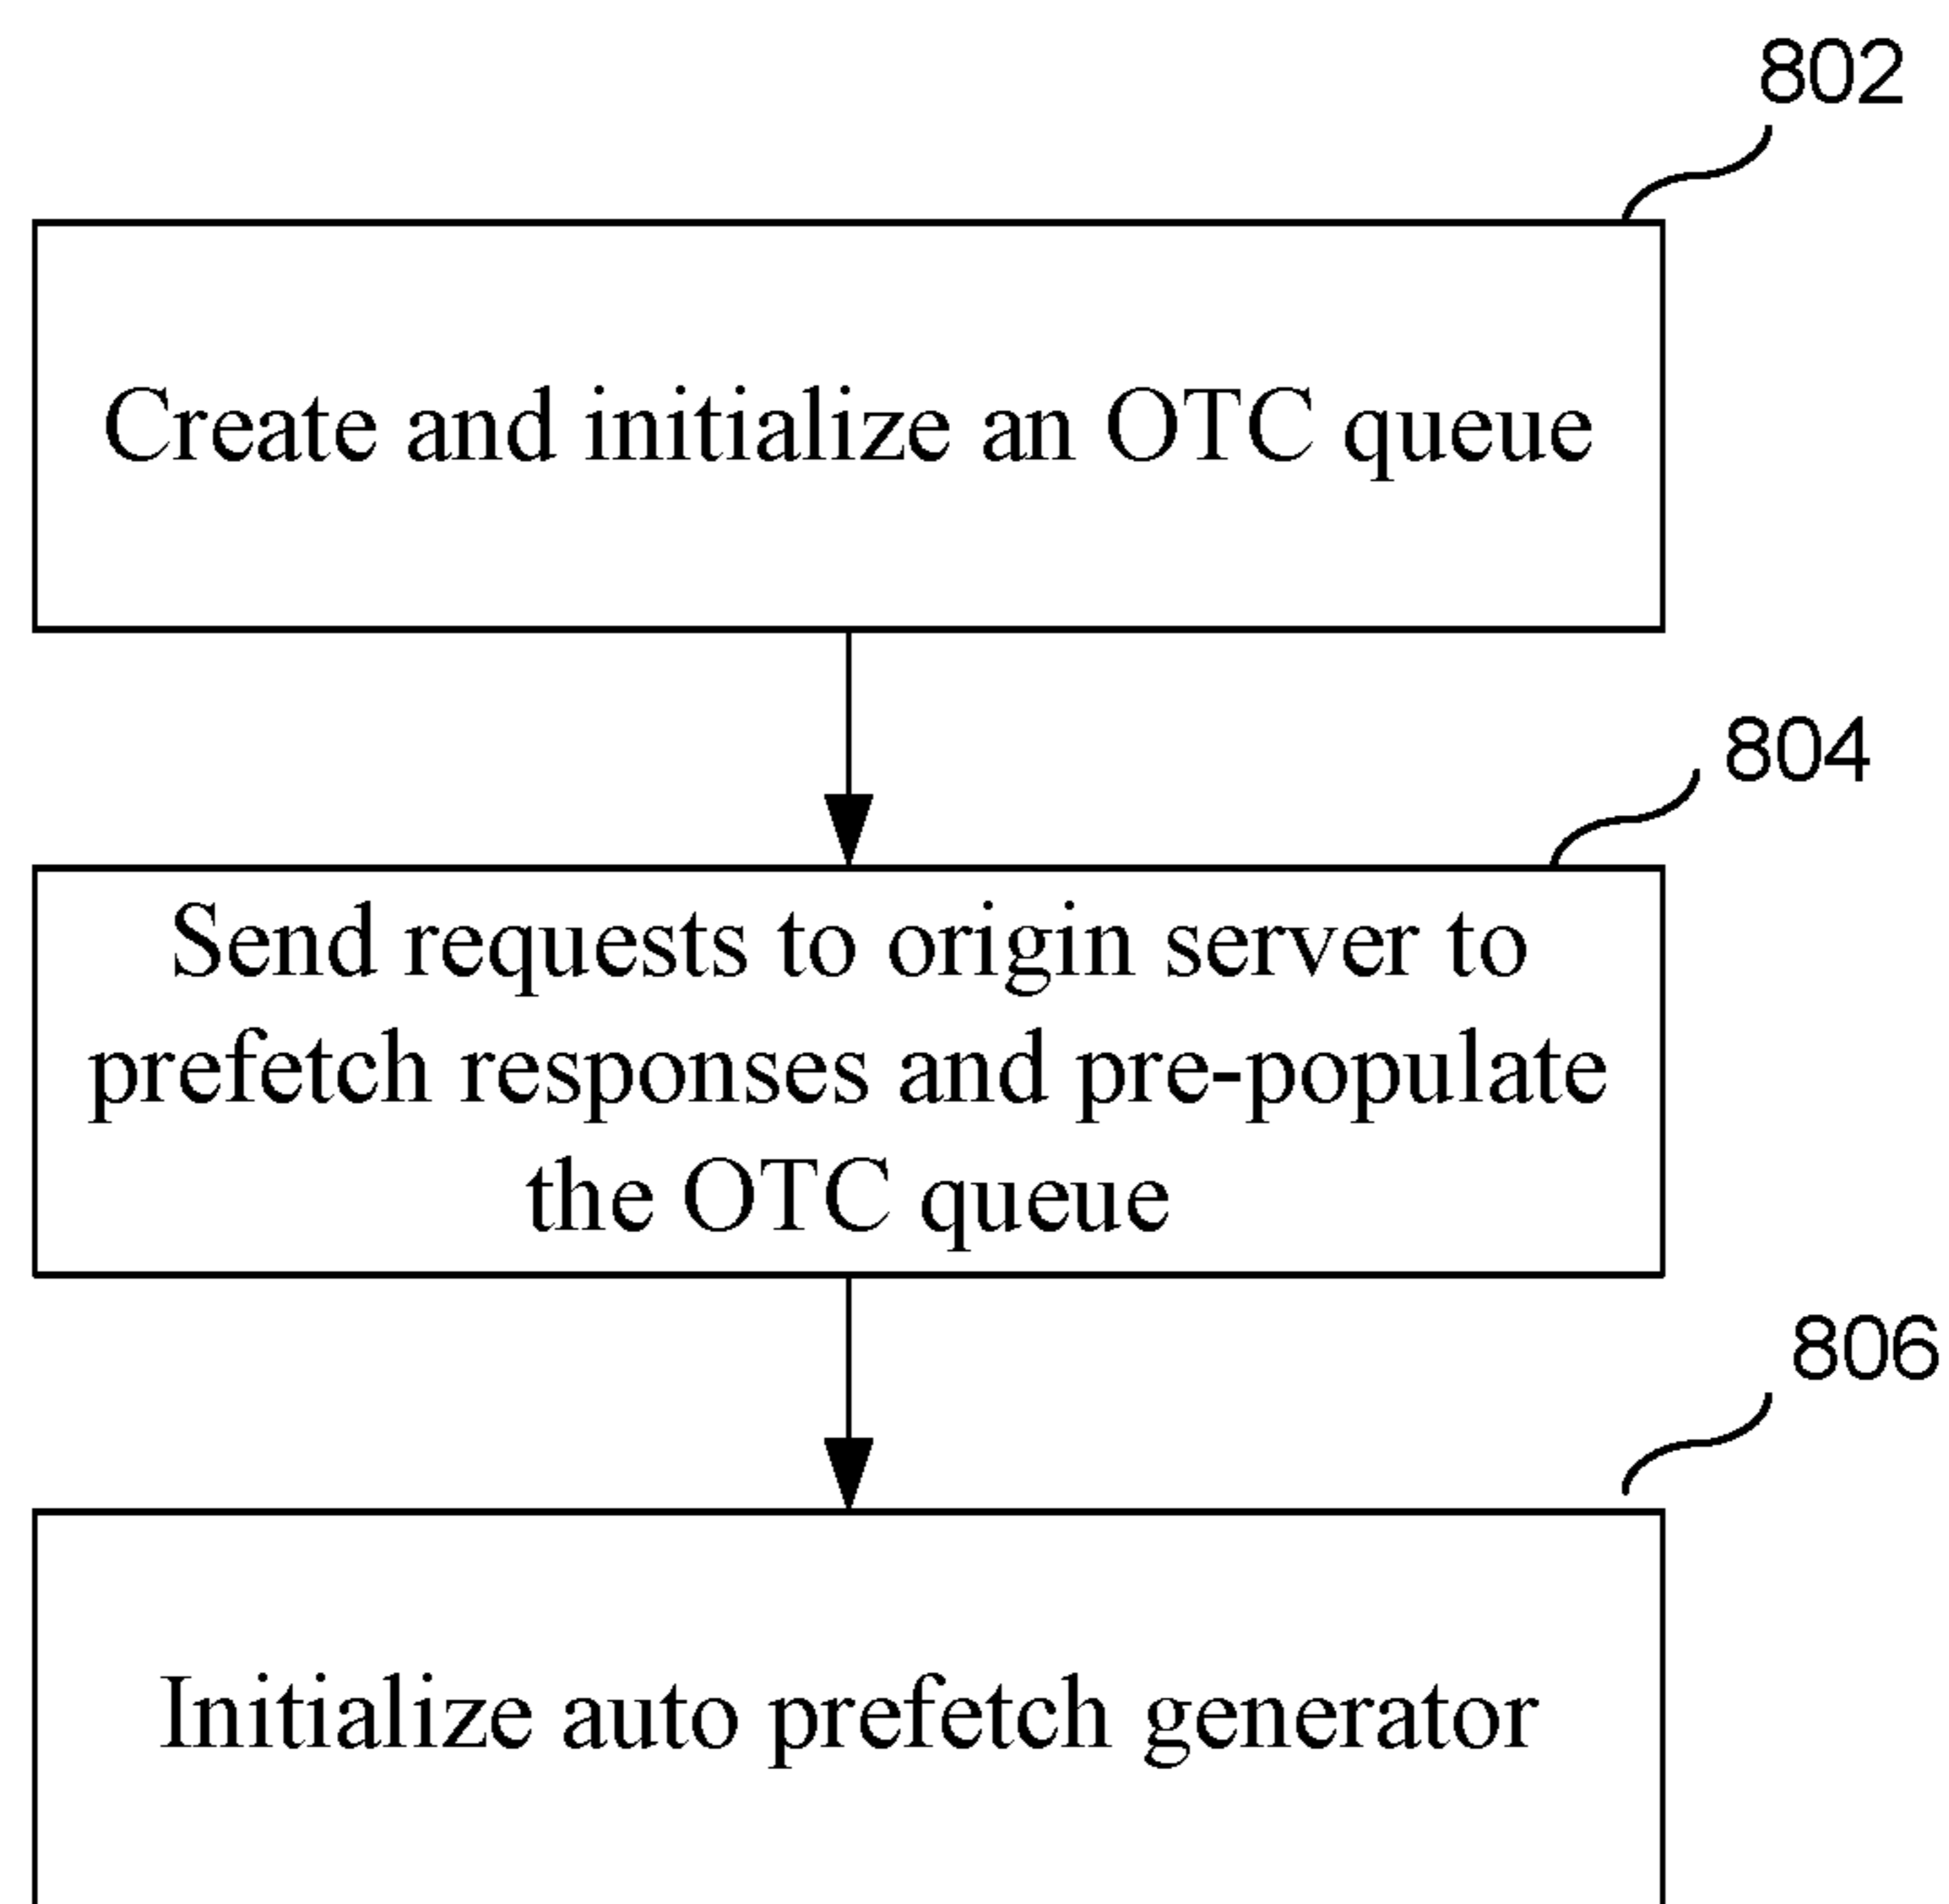 802
Create and initialize an OTC queue
804
Send requests to origin server to
prefetch responses and pre-populate
the OTC queue
806
Initialize auto prefetch generator